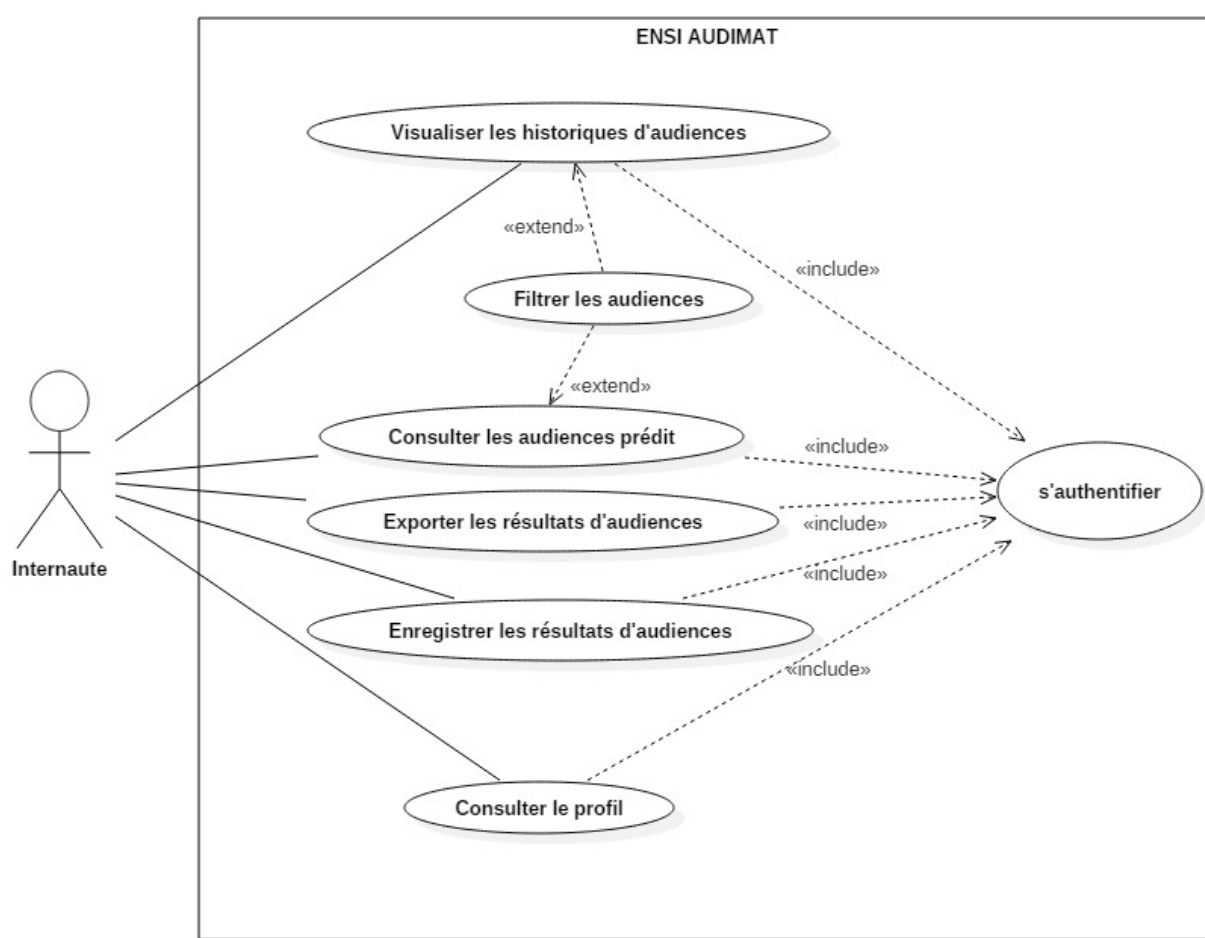 ENSI AUDIMAT
Visualiser les historiques d'audiences
«extend»
«include»
Filtrer les audiences
«extend»
Consulter les audiences prédit
«include»
s'authentifier
Exporter les résultats d'audiences
«include»
Internaute
«include»
Enregistrer les résultats d'audiences
«include»
Consulter le profil